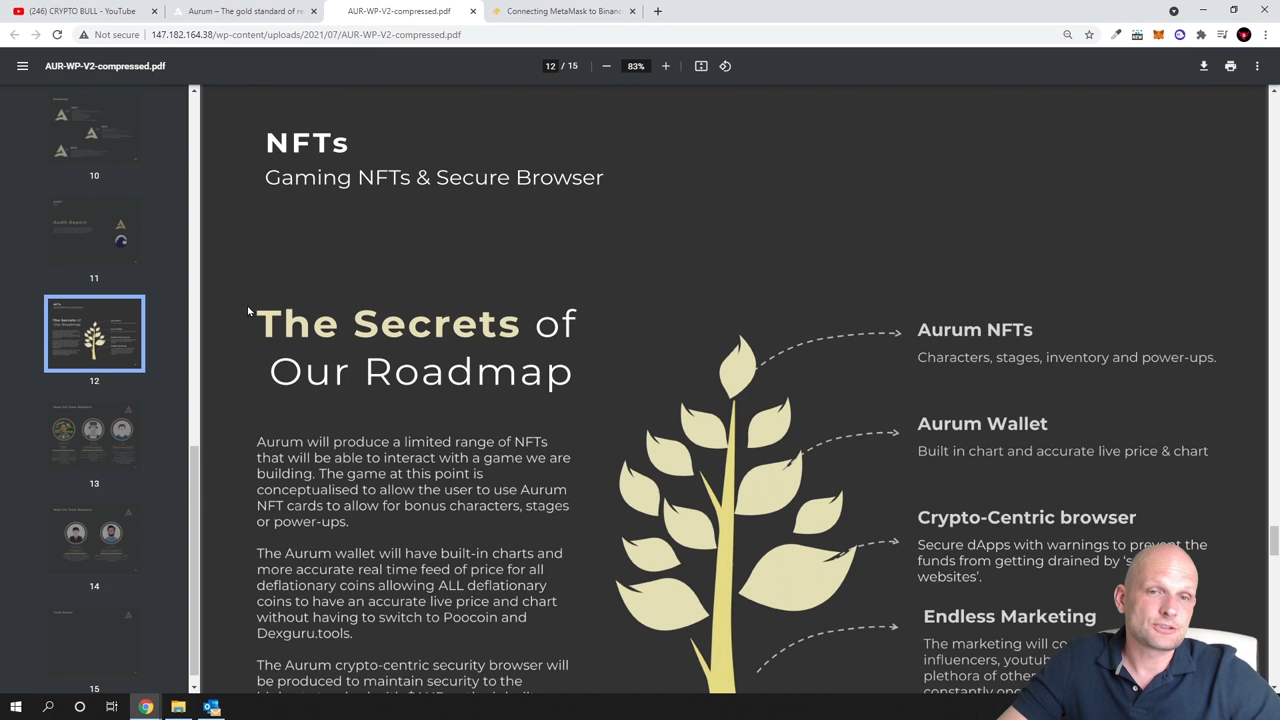 (246) CRYPTO BULL - YouTube
Aurum – The gold standard of re
AUR-WP-V2-compressed.pdf
Connecting MetaMask to Binanc
Not secure
147.182.164.38/wp-content/uploads/2021/07/AUR-WP-V2-compressed.pdf
AUR-WP-V2-compressed.pdf
12 / 15
83%
10
11
12
13
14
15
NFTs
Gaming NFTs & Secure Browser
The Secrets of
Our Roadmap
Aurum will produce a limited range of NFTs
that will be able to interact with a game we are
building. The game at this point is
conceptualised to allow the user to use Aurum
NFT cards to allow for bonus characters, stages
or power-ups.
The Aurum wallet will have built-in charts and
more accurate real time feed of price for all
deflationary coins allowing ALL deflationary
coins to have an accurate live price and chart
without having to switch to Poocoin and
Dexguru.tools.
The Aurum crypto-centric security browser will
be produced to maintain security to the
Aurum NFTs
Characters, stages, inventory and power-ups.
Aurum Wallet
Built in chart and accurate live price & chart
Crypto-Centric browser
Secure dApps with warnings to prevent the
funds from getting drained by
websites'.
Endless Marketing
The marketing will
influencers,
plethora of other
constantly